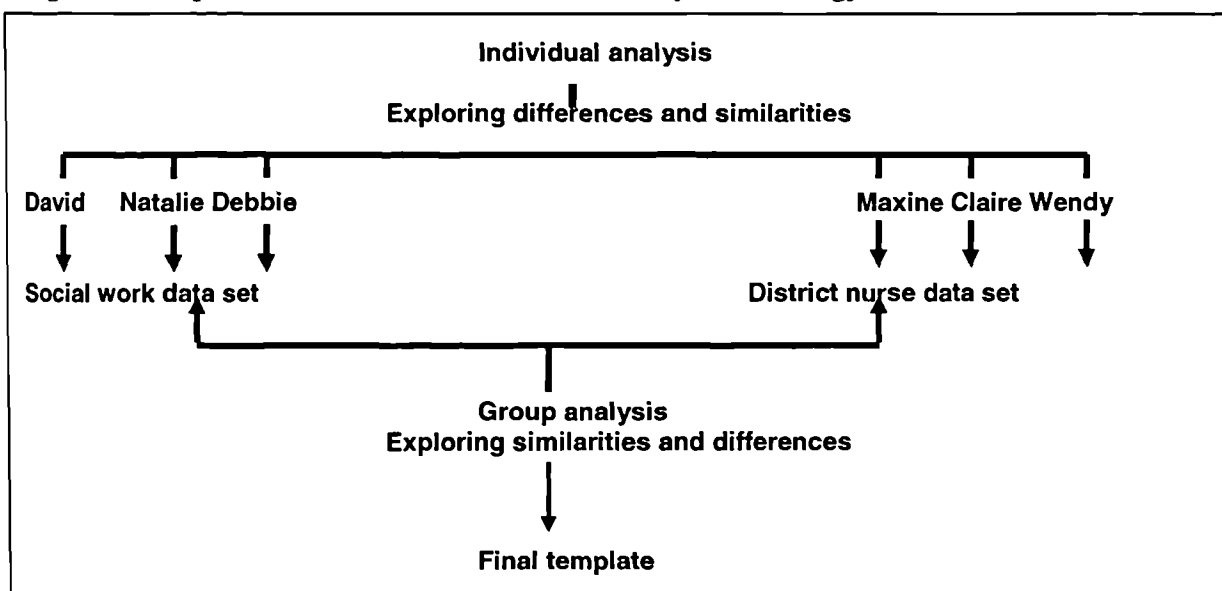 Individual analysis
Exploring differences and similarities
David Natalie Debbie Maxine Claire Wendy
Social work data set District nurse data set
Group analysis
Exploring similarities and differences
Final template